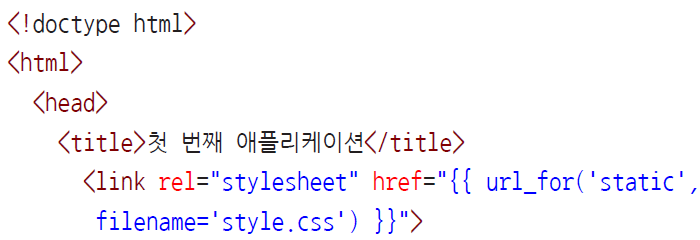 <!doctype html>
<html>
<head>
<title>첫 번째 애플리케이션</title>
<link rel="stylesheet" href="{{ url_for('static',
filename='style.css') }}">